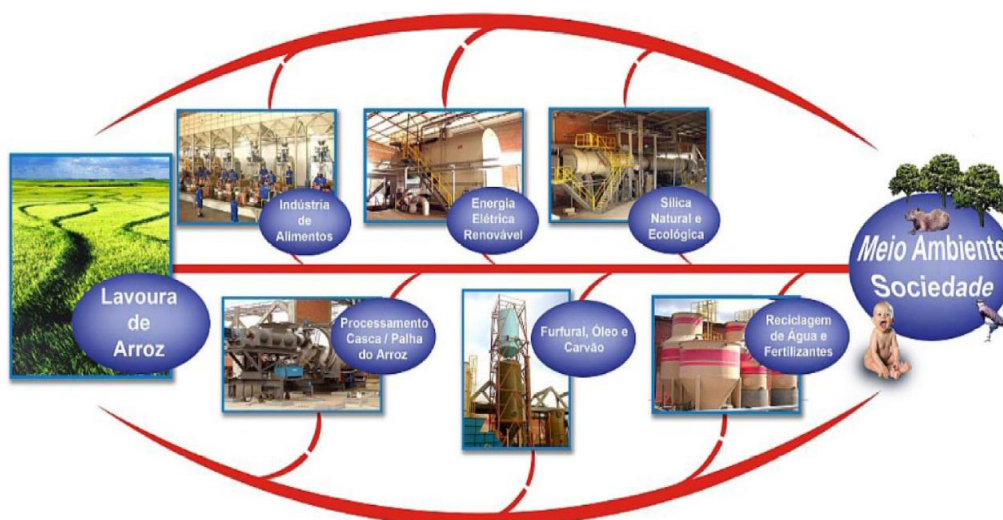 Indústria
de
Alimentos
Energia
Elétrica
Renovável
Sílica
Natural e
Ecológica
Lavoura
de
Arroz
Meio Ambiente
Sociedade
Processamento
Casca / Palha
do Arroz
Furfural, Óleo e
Carvão
Reciclagem
de Água e
Fertilizantes